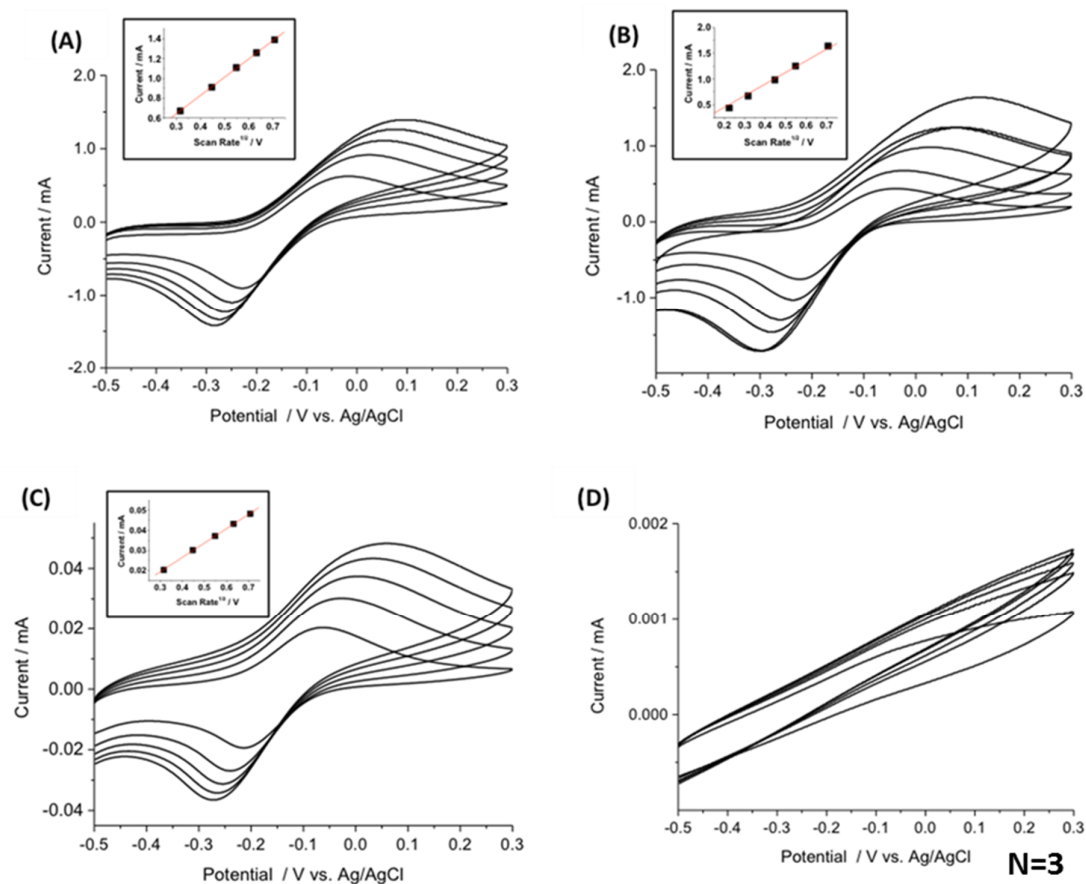 (A)
Current / mA
1.4
1.2
1.0
0.8
0.6
0.3 0.4 0.5 0.6 0.7
Scan Rate1/2 / V
2.0
1.0
0.0
-1.0
-2.0
Current / mA
-0.5 -0.4 -0.3 -0.2 -0.1 0.0 0.1 0.2 0.3
Potential / V vs. Ag/AgCl
(B)
Current / mA
2.0
1.5
1.0
0.5
0.2 0.3 0.4 0.5 0.6 0.7
Scan Rate1/2 / V
2.0
1.0
0.0
-1.0
Current / mA
-0.5 -0.4 -0.3 -0.2 -0.1 0.0 0.1 0.2 0.3
Potential / V vs. Ag/AgCl
(C)
Current / mA
0.05
0.04
0.03
0.02
0.3 0.4 0.5 0.6 0.7
Scan Rate1/2 / V
0.04
0.02
0.00
-0.02
-0.04
Current / mA
-0.5 -0.4 -0.3 -0.2 -0.1 0.0 0.1 0.2 0.3
Potential / V vs. Ag/AgCl
(D)
0.002
0.001
0.000
Current / mA
-0.5 -0.4 -0.3 -0.2 -0.1 0.0 0.1 0.2 0.3
Potential / V vs. Ag/AgCl
N=3